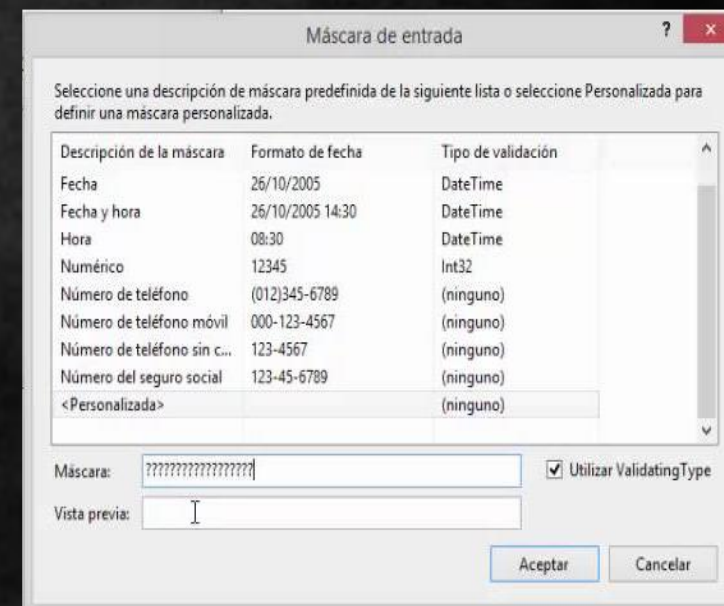 Máscara de entrada
? x
Seleccione una descripción de máscara predefinida de la siguiente lista o seleccione Personalizada para
definir una máscara personalizada.
Descripción de la máscara Formato de fecha Tipo de validación
Fecha 26/10/2005 DateTime
Fecha y hora 26/10/2005 14:30 DateTime
Hora 08:30 DateTime
Numérico 12345 Int32
Número de teléfono (012)345-6789 (ninguno)
Número de teléfono móvil 000-123-4567 (ninguno)
Número de teléfono sin c... 123-4567 (ninguno)
Número del seguro social 123-45-6789 (ninguno)
<Personalizada> (ninguno)
Máscara: ?????????????????? Utilizar ValidatingType
Vista previa:
Aceptar Cancelar